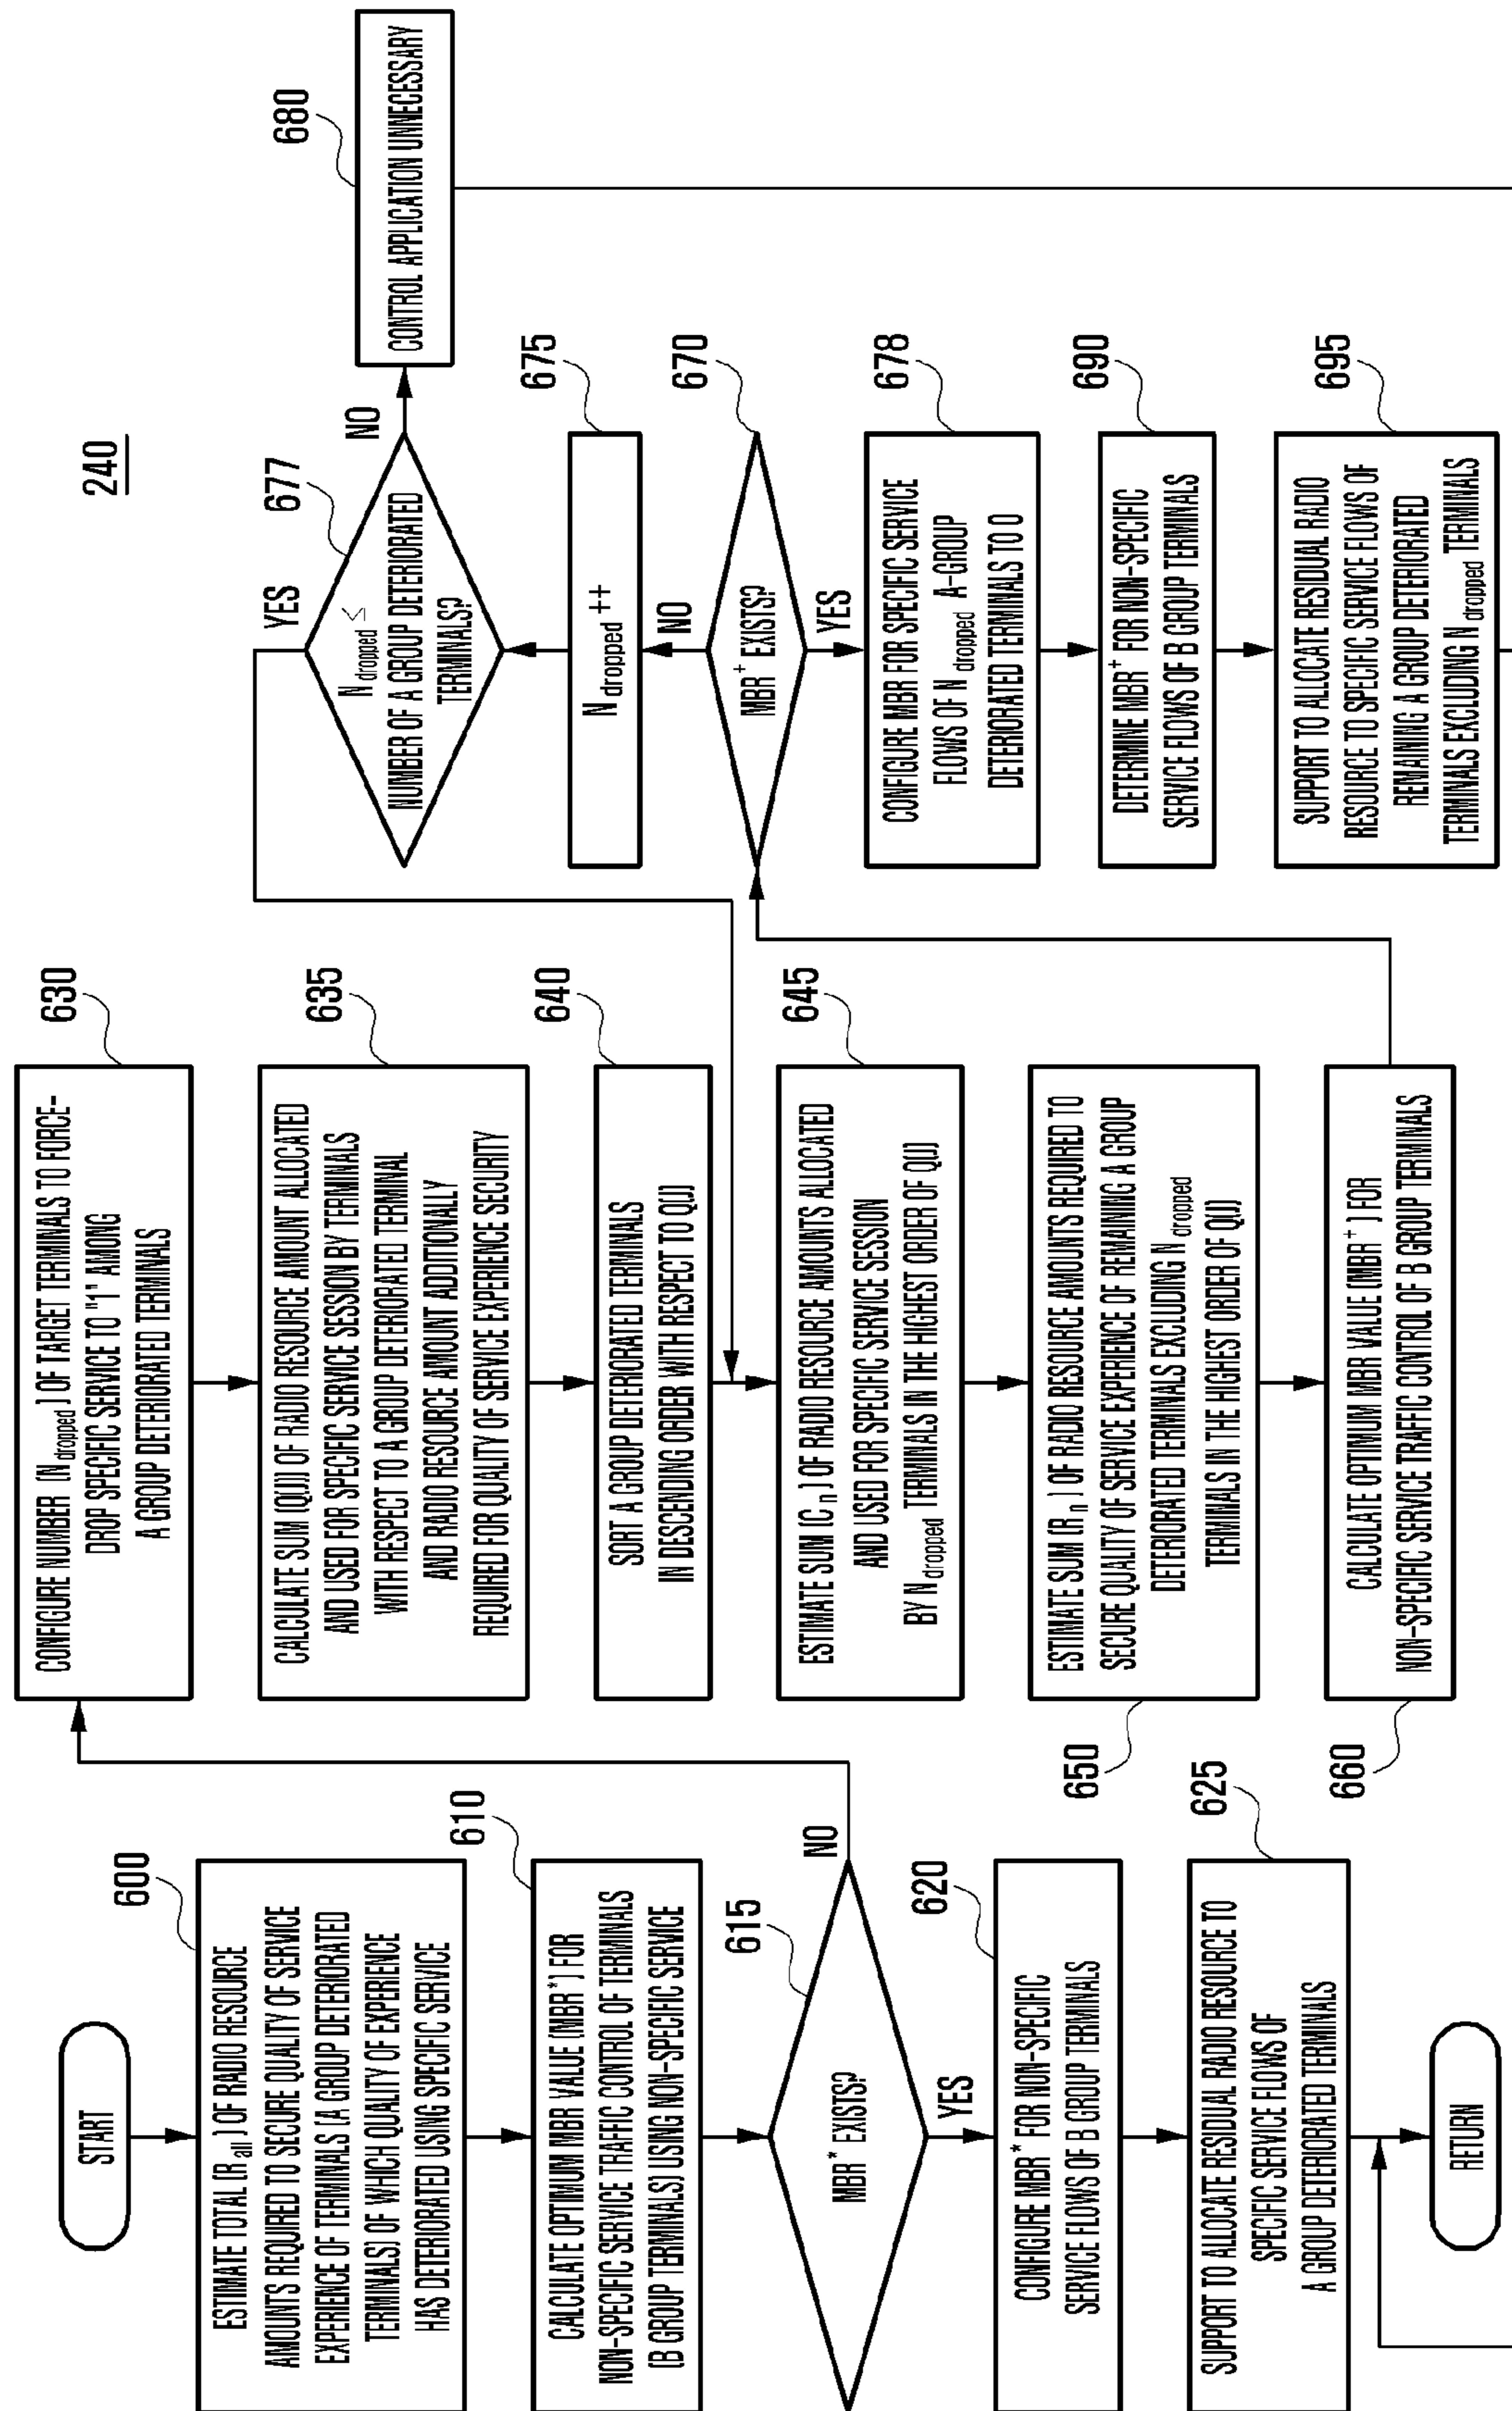 240
START
600
ESTIMATE TOTAL (R all) OF RADIO RESOURCE
AMOUNTS REQUIRED TO SECURE QUALITY OF SERVICE
EXPERIENCE OF TERMINALS (A GROUP DETERIORATED
TERMINALS) OF WHICH QUALITY OF EXPERIENCE
HAS DETERIORATED USING SPECIFIC SERVICE
610
CALCULATE OPTIMUM MBR VALUE (MBR*) FOR
NON-SPECIFIC SERVICE TRAFFIC CONTROL OF TERMINALS
(B GROUP TERMINALS) USING NON-SPECIFIC SERVICE
615
MBR* EXISTS?
NO
YES
620
CONFIGURE MBR* FOR NON-SPECIFIC
SERVICE FLOWS OF B GROUP TERMINALS
625
SUPPORT TO ALLOCATE RESIDUAL RADIO RESOURCE TO
SPECIFIC SERVICE FLOWS OF
A GROUP DETERIORATED TERMINALS
RETURN
630
CONFIGURE NUMBER (N dropped) OF TARGET TERMINALS TO FORCE-
DROP SPECIFIC SERVICE TO "1" AMONG
A GROUP DETERIORATED TERMINALS
635
CALCULATE SUM (Q(J)) OF RADIO RESOURCE AMOUNT ALLOCATED
AND USED FOR SPECIFIC SERVICE SESSION BY TERMINALS
WITH RESPECT TO A GROUP DETERIORATED TERMINAL
AND RADIO RESOURCE AMOUNT ADDITIONALLY
REQUIRED FOR QUALITY OF SERVICE EXPERIENCE SECURITY
640
SORT A GROUP DETERIORATED TERMINALS
IN DESCENDING ORDER WITH RESPECT TO Q(J)
645
ESTIMATE SUM (C n) OF RADIO RESOURCE AMOUNTS ALLOCATED
AND USED FOR SPECIFIC SERVICE SESSION
BY N dropped TERMINALS IN THE HIGHEST ORDER OF Q(J)
650
ESTIMATE SUM (R n) OF RADIO RESOURCE AMOUNTS REQUIRED TO
SECURE QUALITY OF SERVICE EXPERIENCE OF REMAINING A GROUP
DETERIORATED TERMINALS EXCLUDING N dropped
TERMINALS IN THE HIGHEST ORDER OF Q(J)
660
CALCULATE OPTIMUM MBR VALUE (MBR+) FOR
NON-SPECIFIC SERVICE TRAFFIC CONTROL OF B GROUP TERMINALS
677
YES
N dropped ≤
NUMBER OF A GROUP DETERIORATED
TERMINALS?
NO
680
CONTROL APPLICATION UNNECESSARY
675
N dropped ++
NO
670
MBR+ EXISTS?
YES
678
CONFIGURE MBR FOR SPECIFIC SERVICE
FLOWS OF N dropped A-GROUP
DETERIORATED TERMINALS TO 0
690
DETERMINE MBR+ FOR NON-SPECIFIC
SERVICE FLOWS OF B GROUP TERMINALS
695
SUPPORT TO ALLOCATE RESIDUAL RADIO
RESOURCE TO SPECIFIC SERVICE FLOWS OF
REMAINING A GROUP DETERIORATED
TERMINALS EXCLUDING N dropped TERMINALS